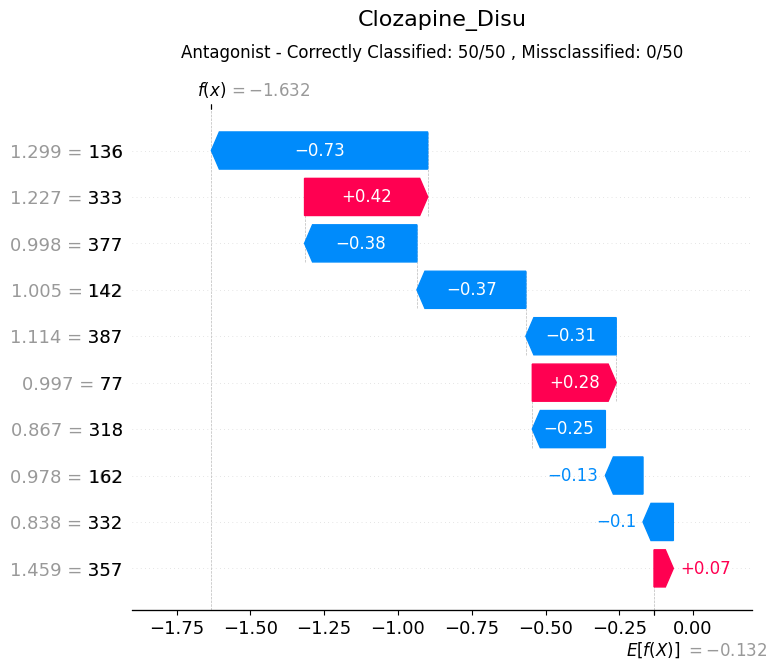 Clozapine_Disu
Antagonist - Correctly Classified: 50/50 , Missclassified: 0/50
f(x) = −1.632
1.299 = 136
−0.73
1.227 = 333
+0.42
0.998 = 377
−0.38
1.005 = 142
−0.37
1.114 = 387
−0.31
0.997 = 77
+0.28
0.867 = 318
−0.25
0.978 = 162
−0.13
0.838 = 332
−0.1
1.459 = 357
+0.07
−1.75 −1.50 −1.25 −1.00 −0.75 −0.50 −0.25 0.00
E[f(X)] = −0.132